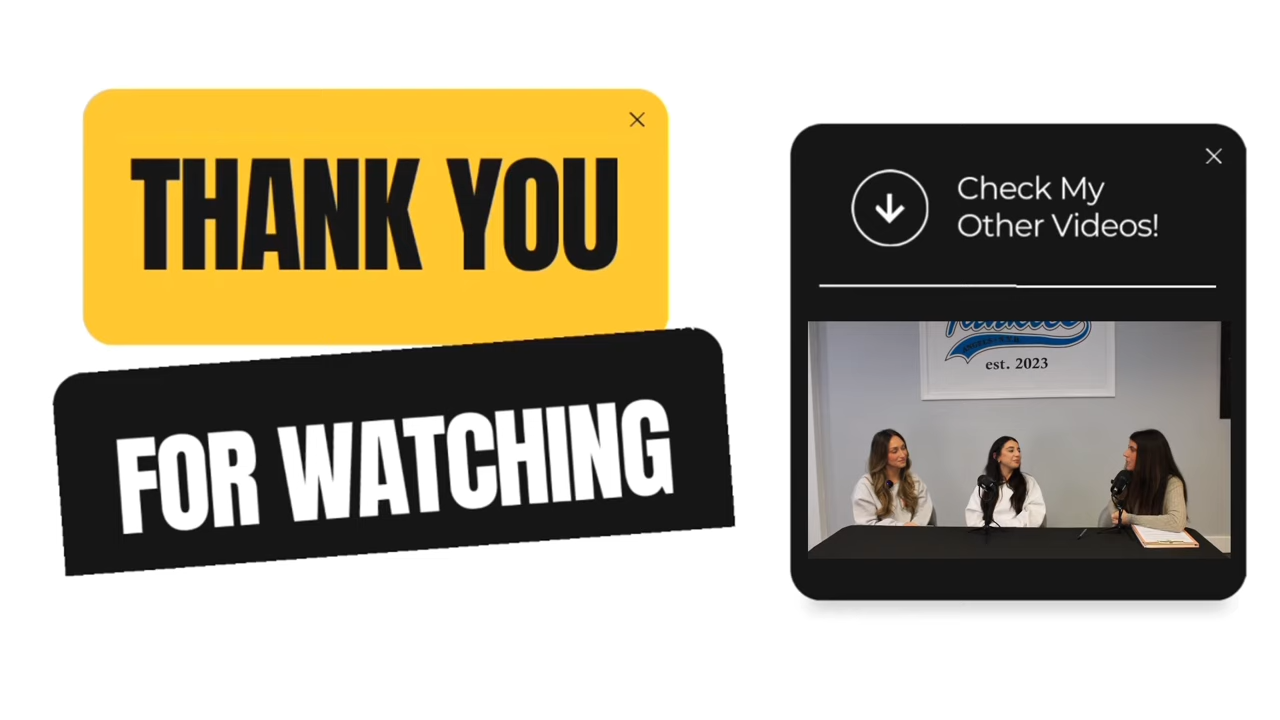 THANK YOU
FOR WATCHING
Check My
Other Videos!
est. 2023